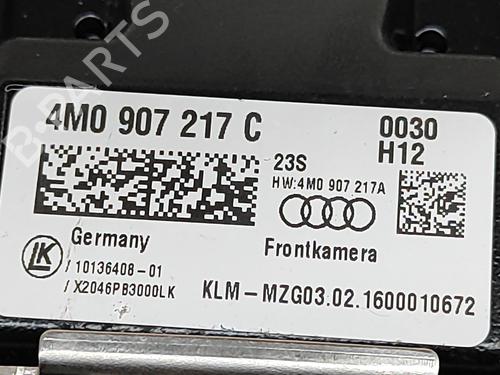 B-PARTS
4M0 907 217 C
0030
H12
23S
HW:4M0 907 217A
Germany
Frontkamera
LK
/ 10136408-01
/ X2046PB3000LK
KLM-MZG03.02.1600010672